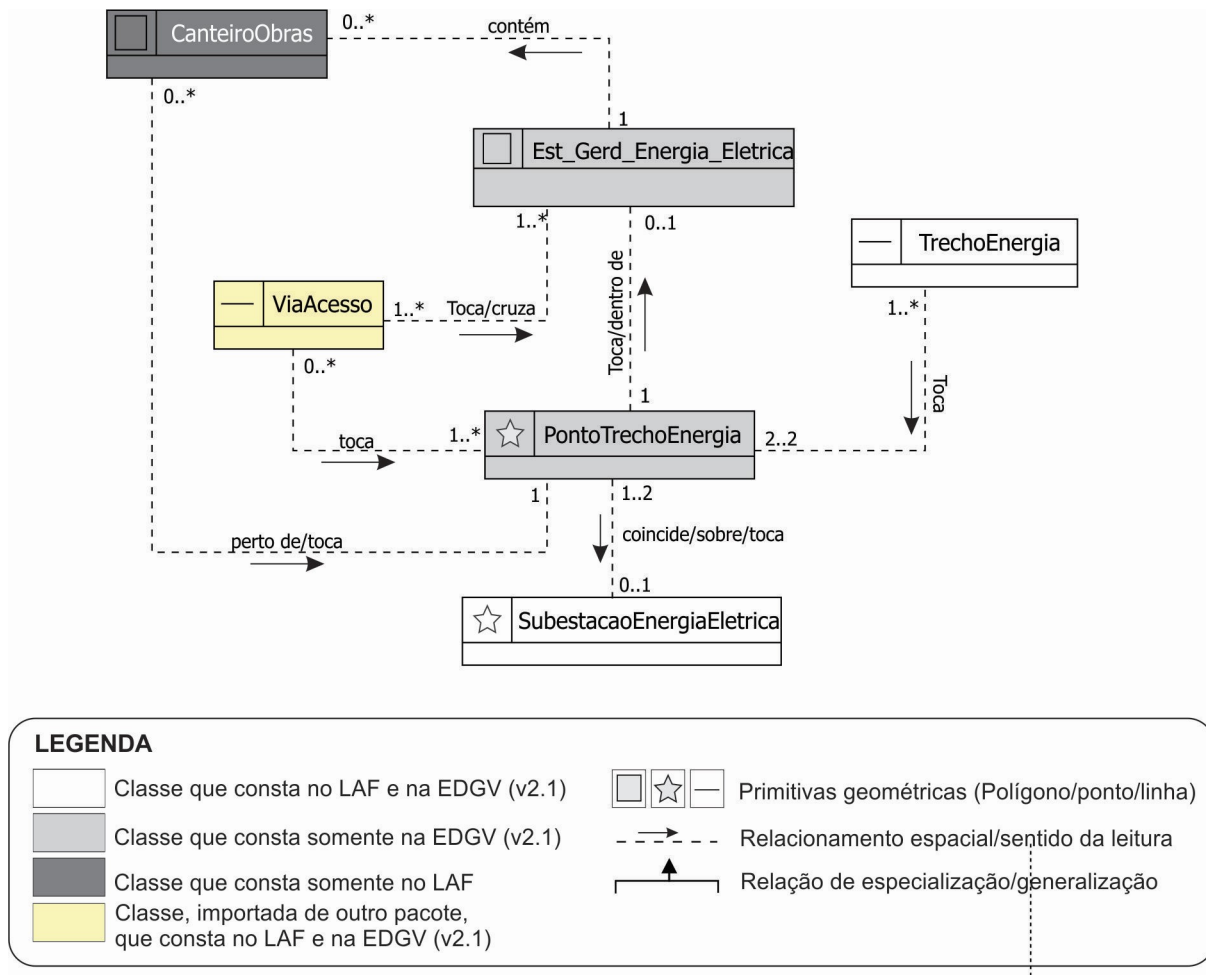 CanteiroObras
0..*
contém
0..*
1
Est_Gerd_Energia_Eletrica
1..*
0..1
TrechoEnergia
ViaAcesso
1..*
Toca/cruza
Toca/dentro de
1..*
0..*
Toca
1
toca
1..*
PontoTrechoEnergia
2..2
1
1..2
perto de/toca
coincide/sobre/toca
0..1
SubestacaoEnergiaEletrica
LEGENDA
Classe que consta no LAF e na EDGV (v2.1)
Classe que consta somente na EDGV (v2.1)
Classe que consta somente no LAF
Classe, importada de outro pacote,
que consta no LAF e na EDGV (v2.1)
Primitivas geométricas (Polígono/ponto/linha)
Relacionamento espacial/sentido da leitura
Relação de especialização/generalização